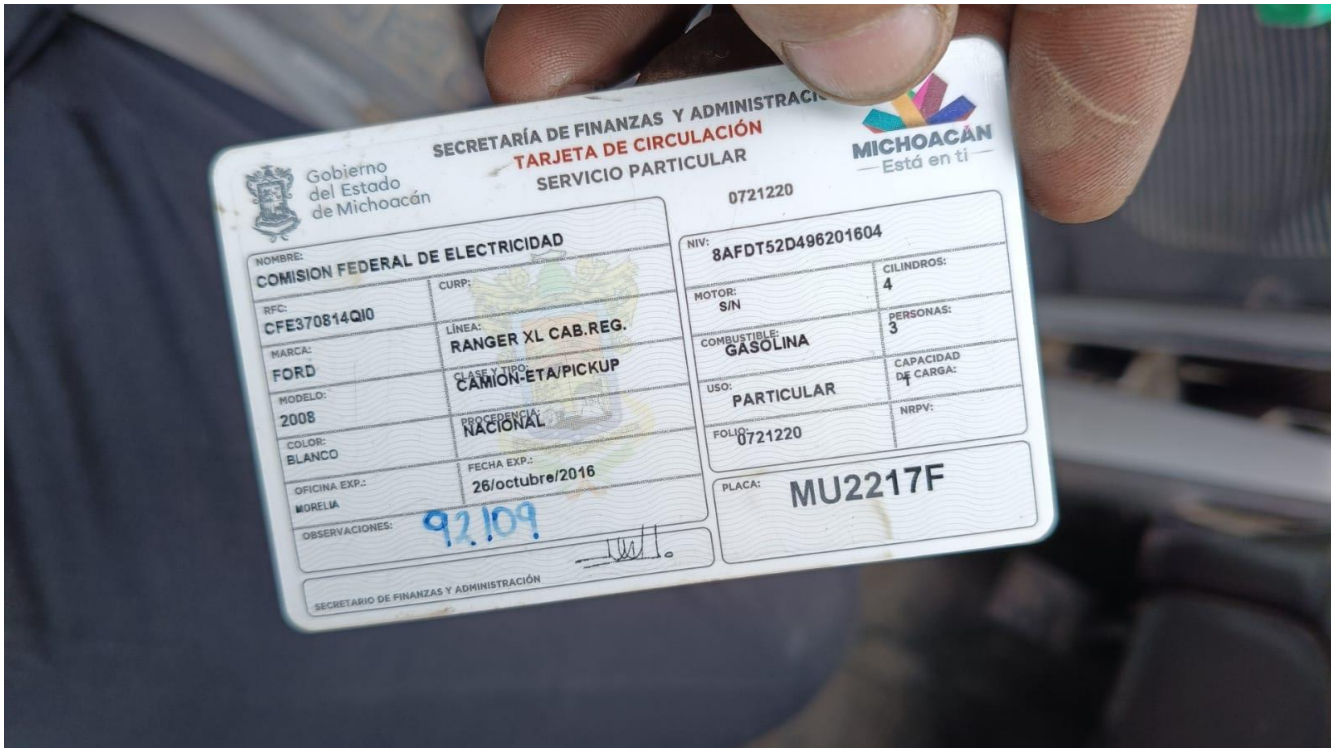 Gobierno
del Estado
de Michoacán
SECRETARÍA DE FINANZAS Y ADMINISTRACI
TARJETA DE CIRCULACIÓN
SERVICIO PARTICULAR
MICHOACÁN
Está en ti
0721220
NOMBRE:
COMISION FEDERAL DE ELECTRICIDAD
RFC:
CFE370814QI0
CURP:
MARCA:
FORD
LÍNEA:
RANGER XL CAB.REG.
MODELO:
2008
CLASE Y TIPO:
CAMION-ETA/PICKUP
COLOR:
BLANCO
PROCEDENCIA:
NACIONAL
OFICINA EXP.:
MORELIA
FECHA EXP.:
26/octubre/2016
OBSERVACIONES:
92109
SECRETARIO DE FINANZAS Y ADMINISTRACIÓN
NIV:
8AFDT52D496201604
MOTOR:
S/N
CILINDROS:
4
COMBUSTIBLE:
GASOLINA
PERSONAS:
3
USO:
PARTICULAR
CAPACIDAD
DE CARGA:
1
FOLIO:
0721220
NRPV:
PLACA:
MU2217F